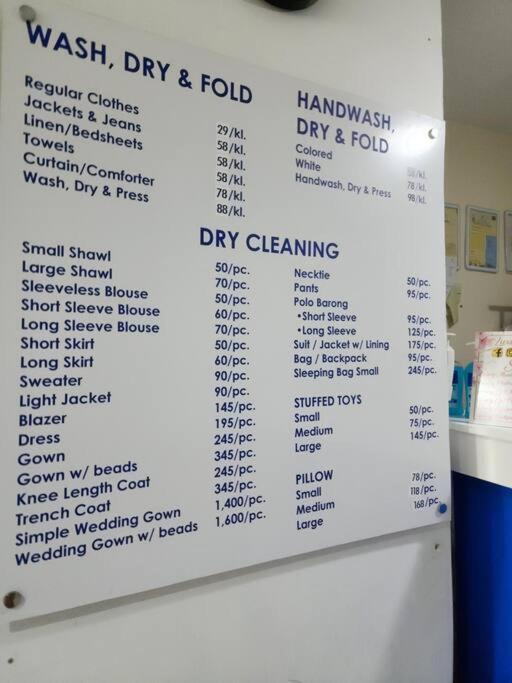 WASH, DRY & FOLD
Regular Clothes 29/kl.
Jackets & Jeans 58/kl.
Linen/Bedsheets 58/kl.
Towels 58/kl.
Curtain/Comforter 78/kl.
Wash, Dry & Press 88/kl.
HANDWASH,
DRY & FOLD
Colored /kl.
White 78/kl.
Handwash, Dry & Press 98/kl.
DRY CLEANING
Small Shawl 50/pc.
Large Shawl 70/pc.
Sleeveless Blouse 50/pc.
Short Sleeve Blouse 60/pc.
Long Sleeve Blouse 70/pc.
Short Skirt 50/pc.
Long Skirt 60/pc.
Sweater 90/pc.
Light Jacket 90/pc.
Blazer 145/pc.
Dress 195/pc.
Gown 245/pc.
Gown w/ beads 345/pc.
Knee Length Coat 245/pc.
Trench Coat 345/pc.
Simple Wedding Gown 1,400/pc.
Wedding Gown w/ beads 1,600/pc.
Necktie 50/pc.
Pants 95/pc.
Polo Barong
•Short Sleeve 95/pc.
•Long Sleeve 125/pc.
Suit / Jacket w/ Lining 175/pc.
Bag / Backpack 95/pc.
Sleeping Bag Small 245/pc.
STUFFED TOYS
Small 50/pc.
Medium 75/pc.
Large 145/pc.
PILLOW
Small 78/pc.
Medium 118/pc.
Large 168/pc.